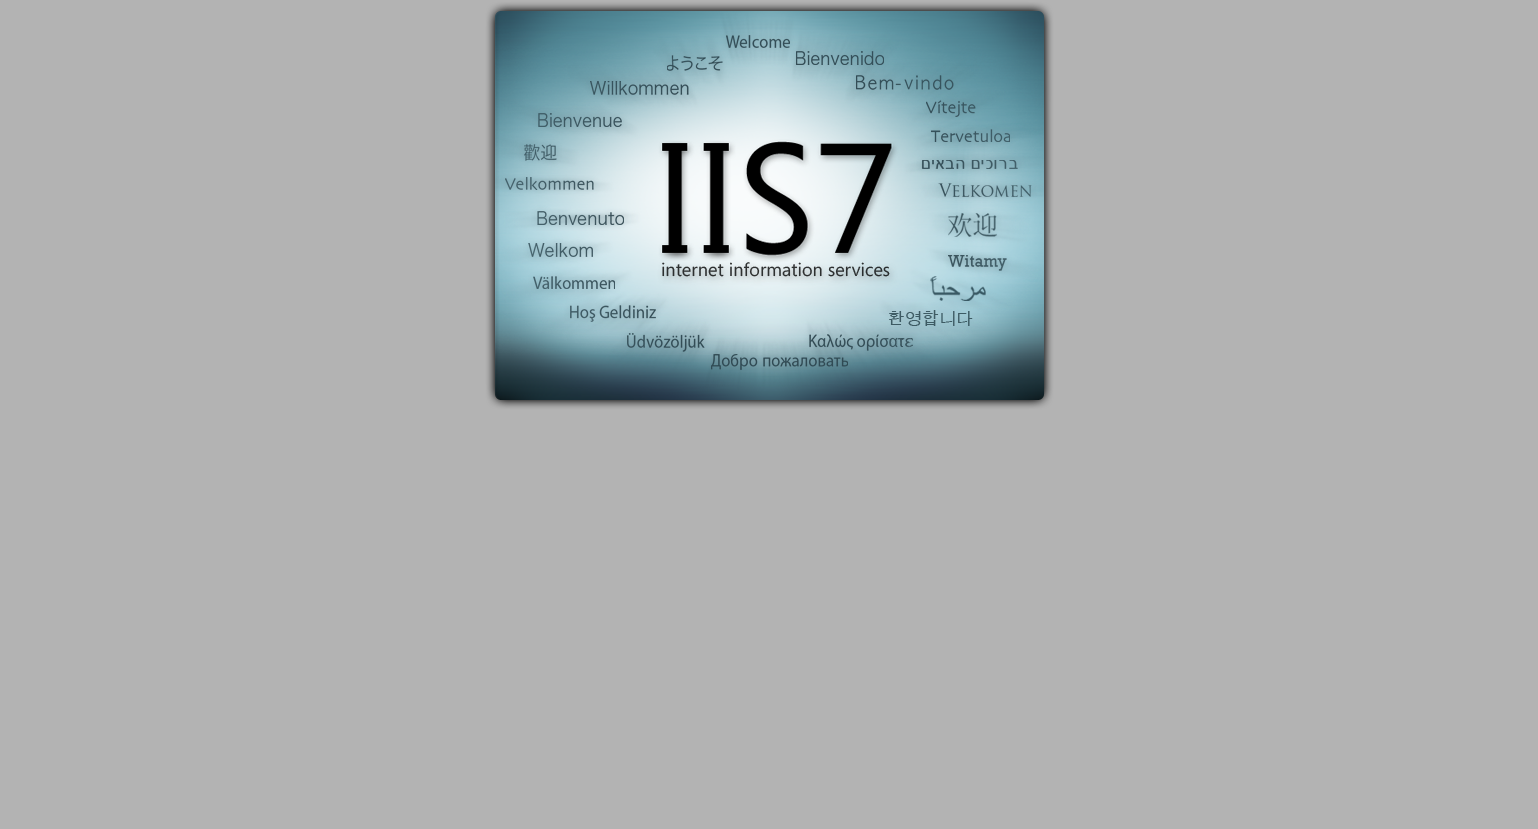 Welcome
Bienvenido
ようこそ
Bem-vindo
Willkommen
Vítejte
Bienvenue
Tervetuloa
歡迎
ברוכים הבאים
Velkommen
VELKOMEN
Benvenuto
欢迎
Welkom
Witamy
Välkommen
مرحباً
Hoş Geldiniz
환영합니다
Üdvözöljük
Καλώς ορίσατε
Добро пожаловать
IIS7
internet information services